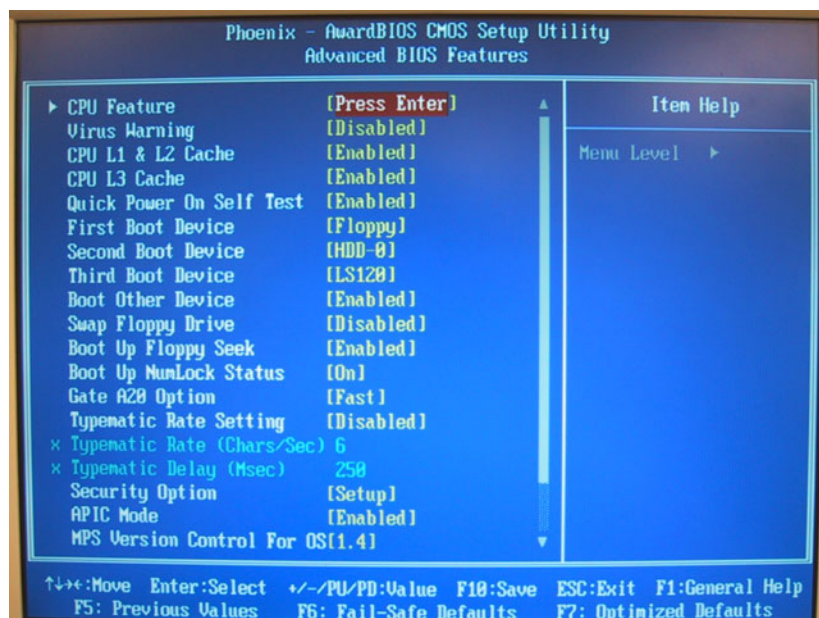 Phoenix - AwardBIOS CMOS Setup Utility
Advanced BIOS Features
CPU Feature [Press Enter]
Virus Warning [Disabled]
CPU L1 & L2 Cache [Enabled]
CPU L3 Cache [Enabled]
Quick Power On Self Test [Enabled]
First Boot Device [Floppy]
Second Boot Device [HDD-0]
Third Boot Device [LS120]
Boot Other Device [Enabled]
Swap Floppy Drive [Disabled]
Boot Up Floppy Seek [Enabled]
Boot Up NumLock Status [On]
Gate A20 Option [Fast]
Typematic Rate Setting [Disabled]
x Typematic Rate (Chars/Sec) 6
x Typematic Delay (Msec) 250
Security Option [Setup]
APIC Mode [Enabled]
MPS Version Control For OS[1.4]
Item Help
Menu Level
↑↓→←:Move Enter:Select +/-/PU/PD:Value F10:Save ESC:Exit F1:General Help
F5: Previous Values F6: Fail-Safe Defaults F7: Optimized Defaults